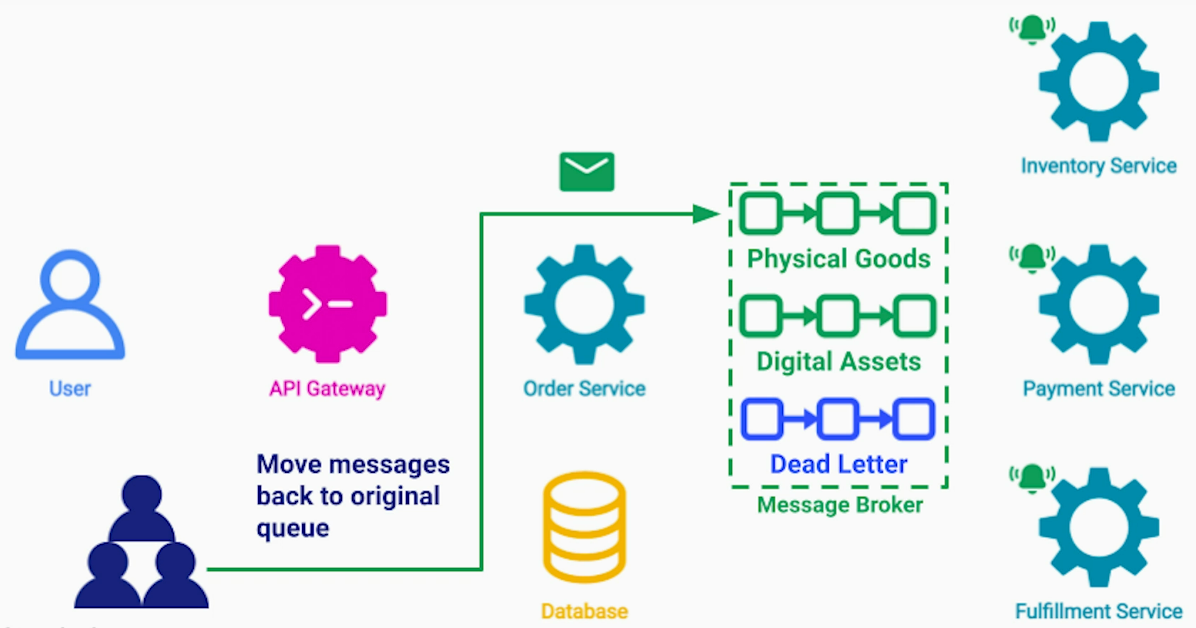 Inventory Service
Physical Goods
User
API Gateway
Order Service
Digital Assets
Payment Service
Move messages
back to original
queue
Dead Letter
Message Broker
Database
Fulfillment Service